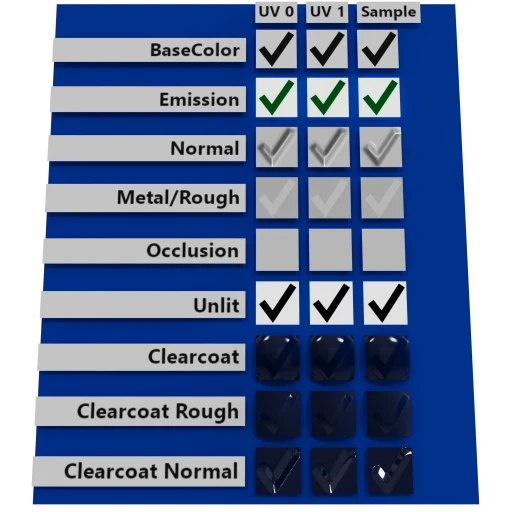 UV 0 UV 1 Sample
BaseColor
Emission
Normal
Metal/Rough
Occlusion
Unlit
Clearcoat
Clearcoat Rough
Clearcoat Normal